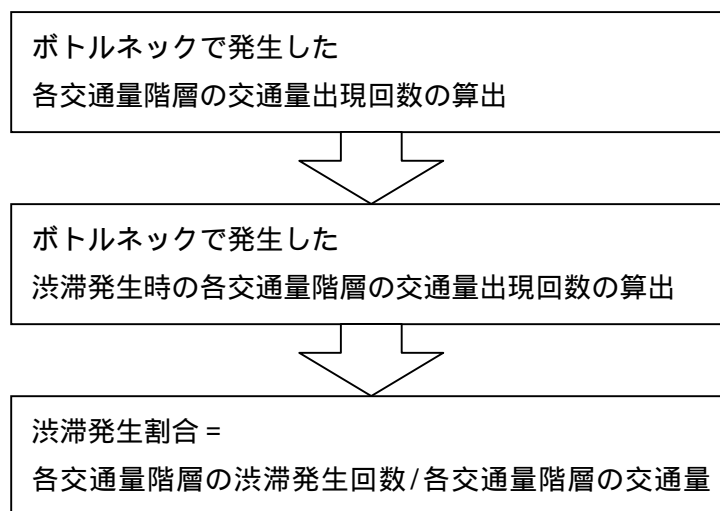 ボトルネックで発生した
各交通量階層の交通量出現回数の算出
ボトルネックで発生した
渋滞発生時の各交通量階層の交通量出現回数の算出
渋滞発生割合=
各交通量階層の渋滞発生回数/各交通量階層の交通量